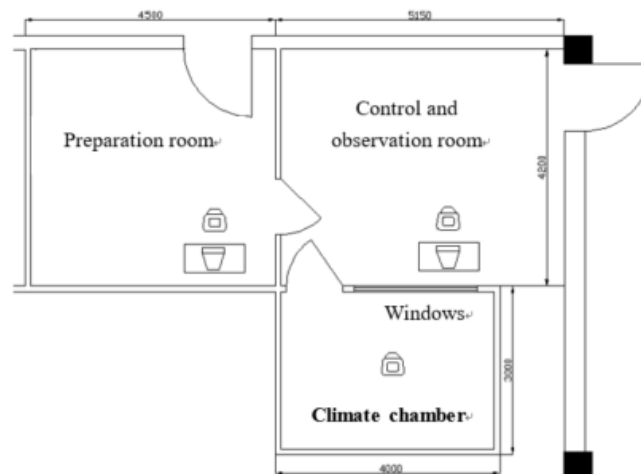 4500
5150
Control and
Preparation room
observation room
4200
Windows
3000
Climate chamber
4000